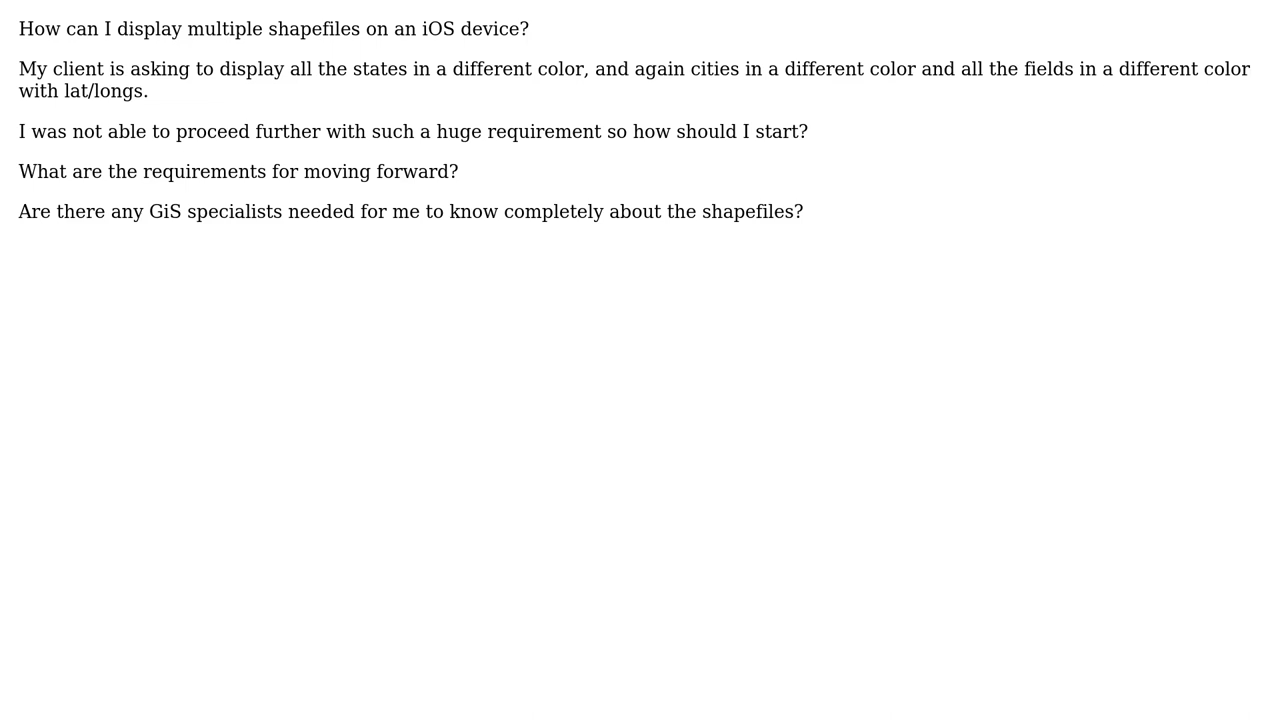 How can I display multiple shapefiles on an iOS device?
My client is asking to display all the states in a different color, and again cities in a different color and all the fields in a different color
with lat/longs.
I was not able to proceed further with such a huge requirement so how should I start?
What are the requirements for moving forward?
Are there any GiS specialists needed for me to know completely about the shapefiles?